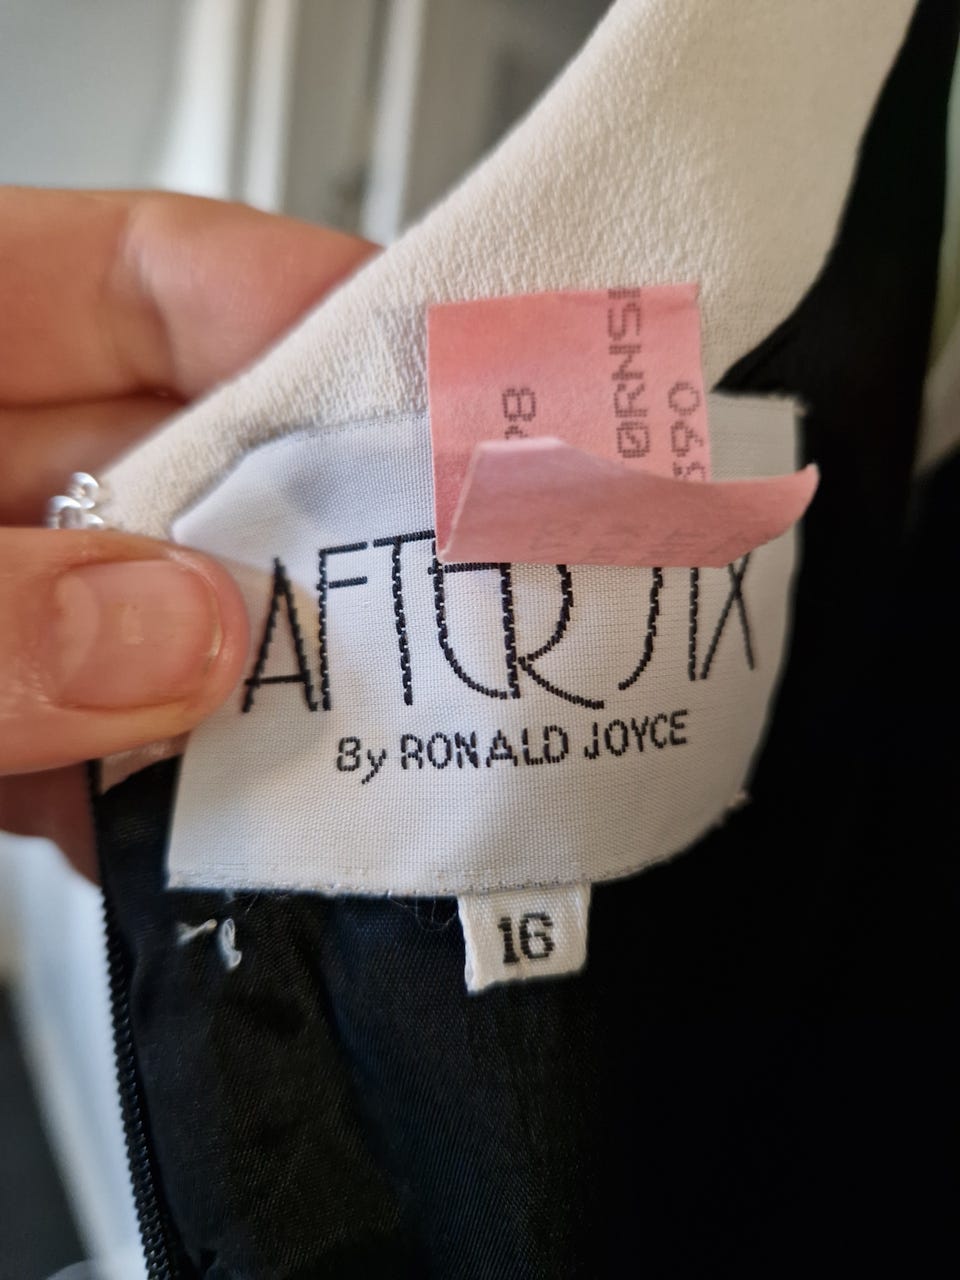 AFTER SIX
By RONALD JOYCE
16